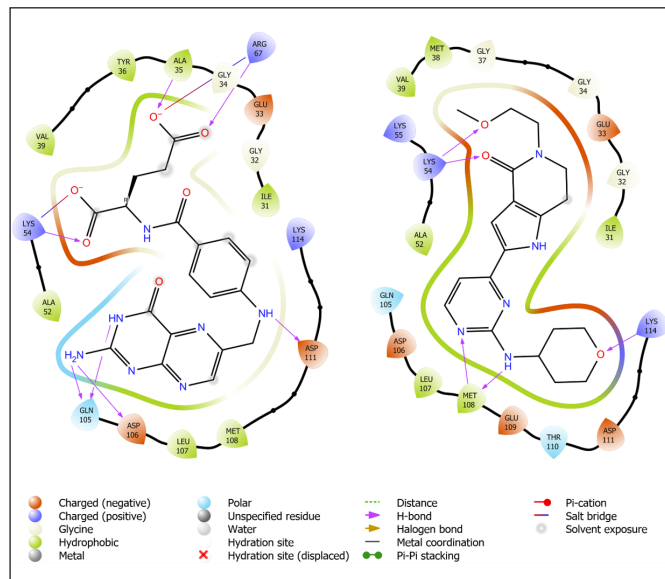 ARG
67
TYR
36
ALA
35
GLY
34
GLU
33
VAL
39
GLY
32
ILE
31
O⁻
O
O⁻
O
O
NH
LYS
54
LYS
114
ALA
52
O
HN
N
NH
H₂N
N
N
N
ASP
111
GLN
105
ASP
106
LEU
107
MET
108
MET
38
GLY
37
GLY
34
VAL
39
GLU
33
LYS
55
LYS
54
GLY
32
ILE
31
ALA
52
O
O
N
NH
GLN
105
ASP
106
LEU
107
MET
108
GLU
109
THR
110
ASP
111
LYS
114
N
N
NH
O
Charged (negative)
Charged (positive)
Glycine
Hydrophobic
Metal
Polar
Unspecified residue
Water
Hydration site
Hydration site (displaced)
Distance
H-bond
Halogen bond
Metal coordination
Pi-Pi stacking
Pi-cation
Salt bridge
Solvent exposure